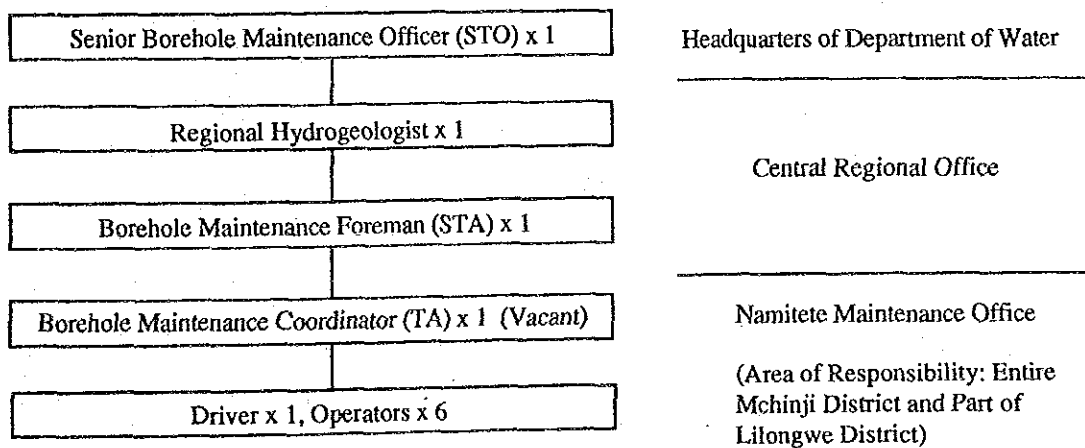 Senior Borehole Maintenance Officer (STO) x 1
Headquarters of Department of Water
Regional Hydrogeologist x 1
Central Regional Office
Borehole Maintenance Foreman (STA) x 1
Borehole Maintenance Coordinator (TA) x 1 (Vacant)
Namitete Maintenance Office
Driver x 1, Operators x 6
(Area of Responsibility: Entire
Mchinji District and Part of
Lilongwe District)